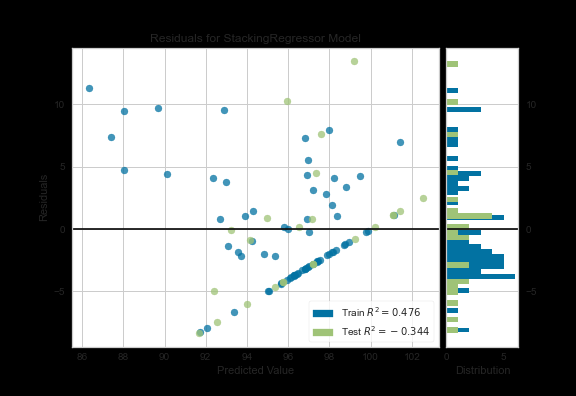 Residuals for StackingRegressor Model
Residuals
10
5
0
−5
86 88 90 92 94 96 98 100 102
Predicted Value
Train R² = 0.476
Test R² = −0.344
10
5
0
−5
0 5
Distribution